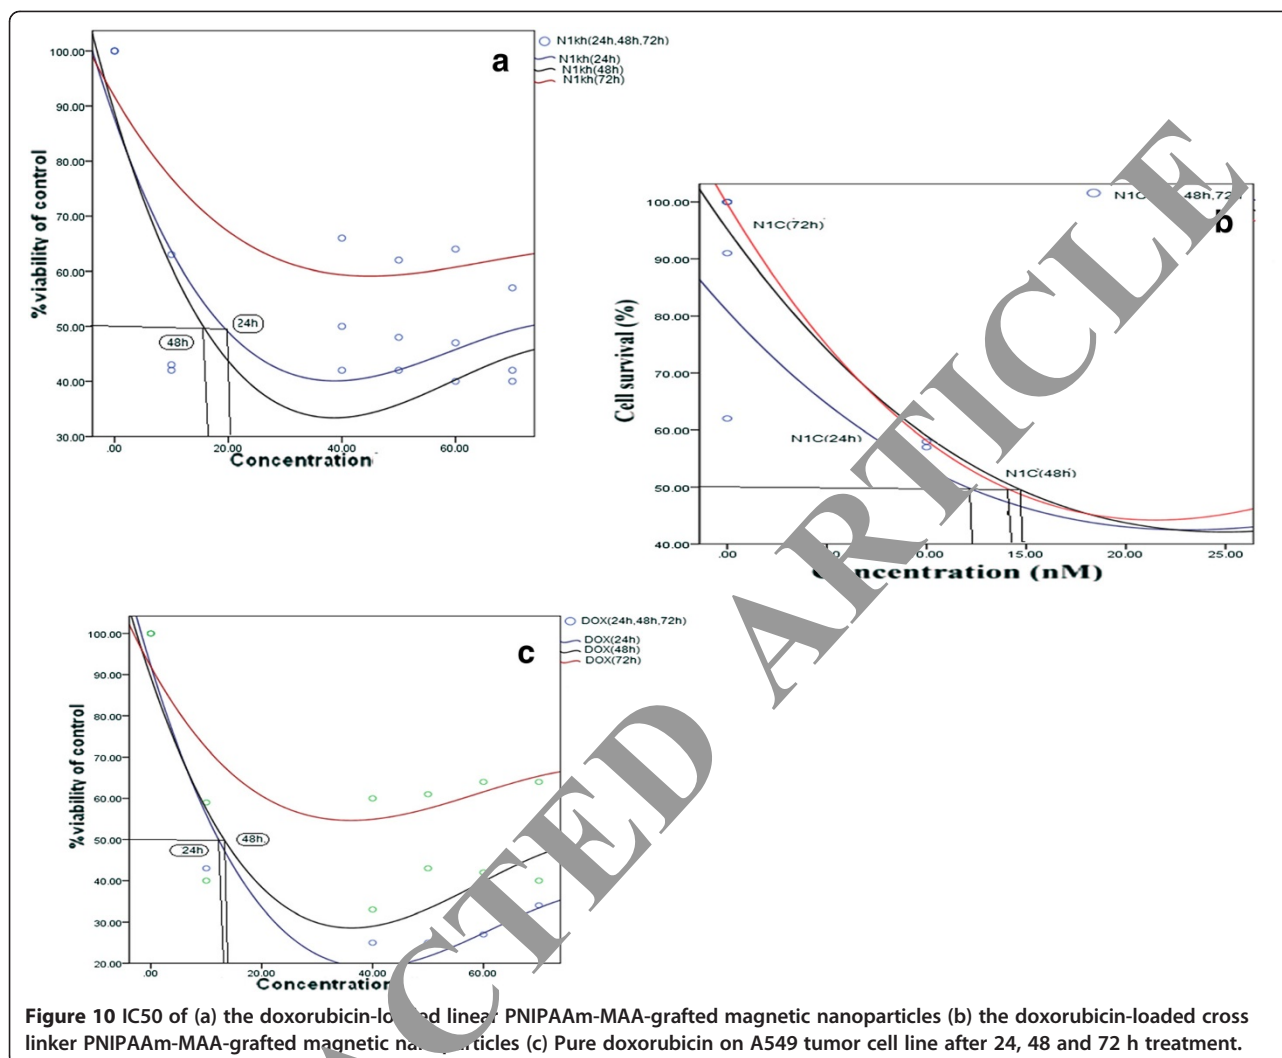 a
N1kh(24h,48h,72h)
N1kh(24h)
N1kh(48h)
N1kh(72h)
100.00
90.00
80.00
70.00
60.00
50.00
40.00
30.00
%viability of control
24h
48h
.00
20.00
40.00
60.00
Concentration
b
48h,72h
N1C(72h)
N1C(24h)
N1C(48h)
100.00
90.00
80.00
70.00
60.00
50.00
40.00
Cell survival (%)
.00
15.00
20.00
25.00
(nM)
c
DOX(24h,48h,72h)
DOX(24h)
DOX(48h)
DOX(72h)
100.00
90.00
80.00
70.00
60.00
50.00
40.00
30.00
20.00
%viability of control
48h
24h
.00
20.00
40.00
60.00
Concentration
CTED ARTICLE
Figure 10 IC50 of (a) the doxorubicin-loaded linear PNIPAAm-MAA-grafted magnetic nanoparticles (b) the doxorubicin-loaded cross
linker PNIPAAm-MAA-grafted magnetic nanoparticles (c) Pure doxorubicin on A549 tumor cell line after 24, 48 and 72 h treatment.